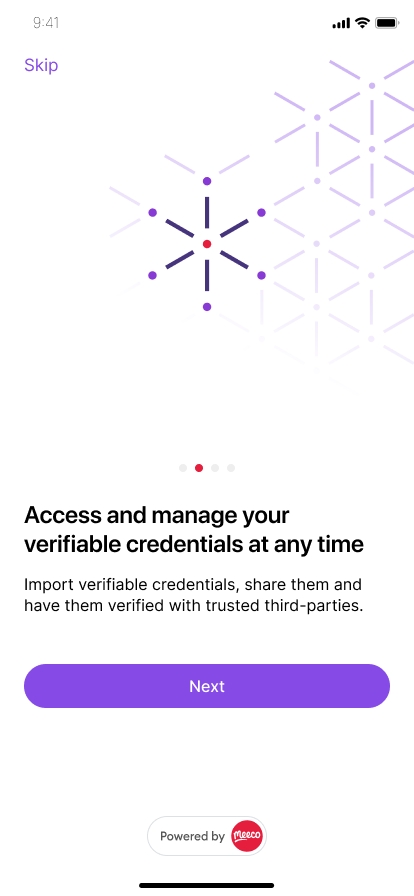 9:41
Skip
Access and manage your
verifiable credentials at any time
Import verifiable credentials, share them and
have them verified with trusted third-parties.
Next
Powered by meeco